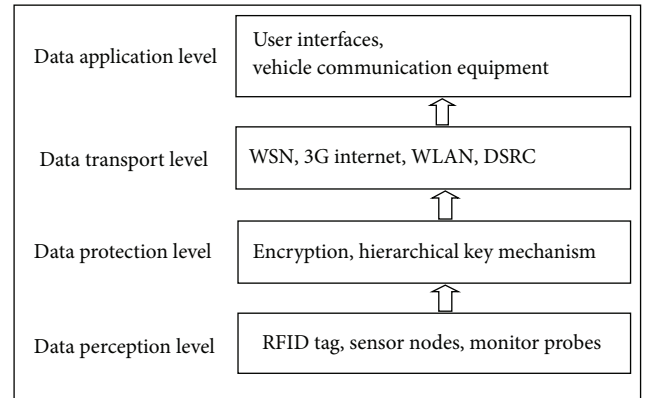 Data application level
User interfaces,
vehicle communication equipment
Data transport level
WSN, 3G internet, WLAN, DSRC
Data protection level
Encryption, hierarchical key mechanism
Data perception level
RFID tag, sensor nodes, monitor probes